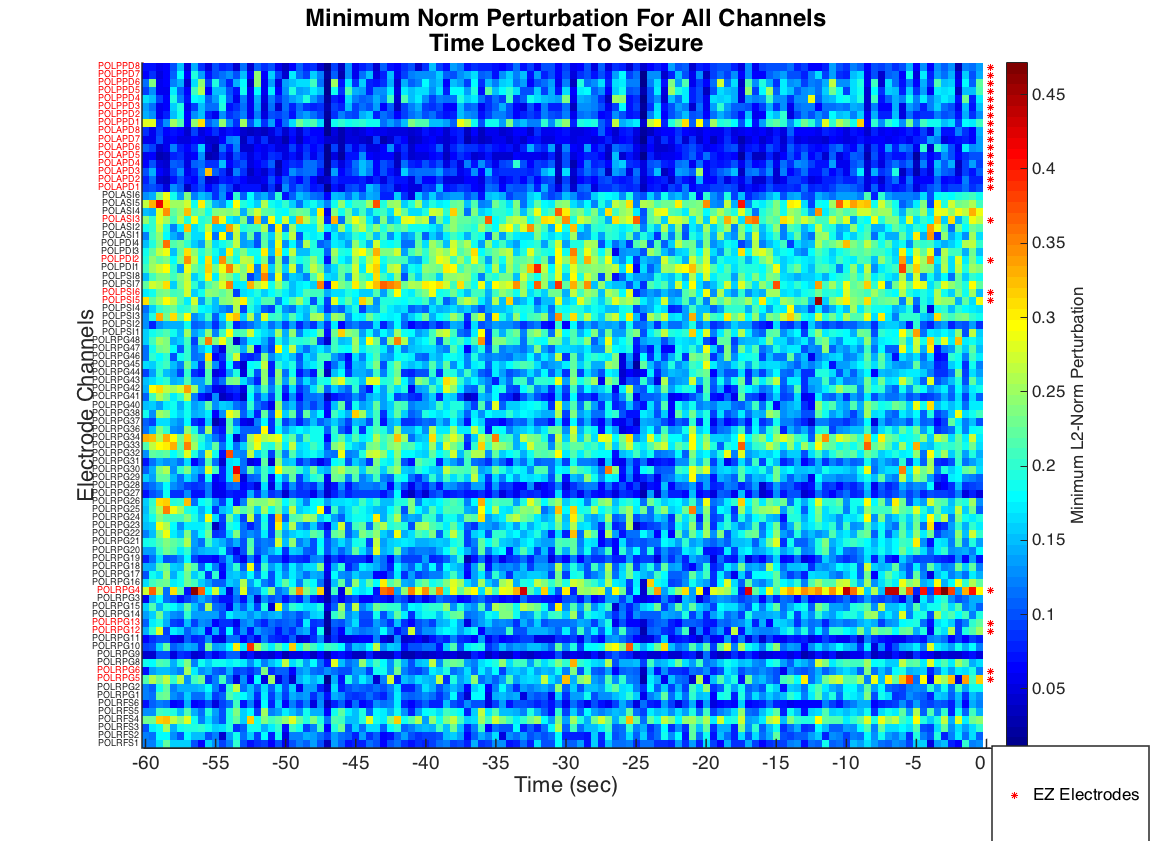 Minimum Norm Perturbation For All Channels
Time Locked To Seizure
POLPPD8
POLPPD7
POLPPD6
POLPPD5
POLPPD4
POLPPD3
POLPPD2
POLPPD1
POLAPD8
POLAPD7
POLAPD6
POLAPD5
POLAPD4
POLAPD3
POLAPD2
POLAPD1
POLASI6
POLASI5
POLASI4
POLASI3
POLASI2
POLASI1
POLPDI4
POLPDI3
POLPDI2
POLPDI1
POLPSI8
POLPSI7
POLPSI6
POLPSI5
POLPSI4
POLPSI3
POLPSI2
POLPSI1
POLRPG48
POLRPG47
POLRPG46
POLRPG45
POLRPG44
POLRPG43
POLRPG42
POLRPG41
POLRPG40
POLRPG38
POLRPG37
POLRPG36
POLRPG34
POLRPG33
POLRPG32
POLRPG31
POLRPG30
POLRPG29
POLRPG28
POLRPG27
POLRPG26
POLRPG25
POLRPG24
POLRPG23
POLRPG22
POLRPG21
POLRPG20
POLRPG19
POLRPG18
POLRPG17
POLRPG16
POLRPG4
POLRPG3
POLRPG15
POLRPG14
POLRPG13
POLRPG12
POLRPG11
POLRPG10
POLRPG9
POLRPG8
POLRPG6
POLRPG5
POLRPG2
POLRPG1
POLRFS6
POLRFS5
POLRFS4
POLRFS3
POLRFS2
POLRFS1
Electrode Channels
-60 -55 -50 -45 -40 -35 -30 -25 -20 -15 -10 -5 0
Time (sec)
0.45
0.4
0.35
0.3
0.25
0.2
0.15
0.1
0.05
Minimum L2-Norm Perturbation
EZ Electrodes